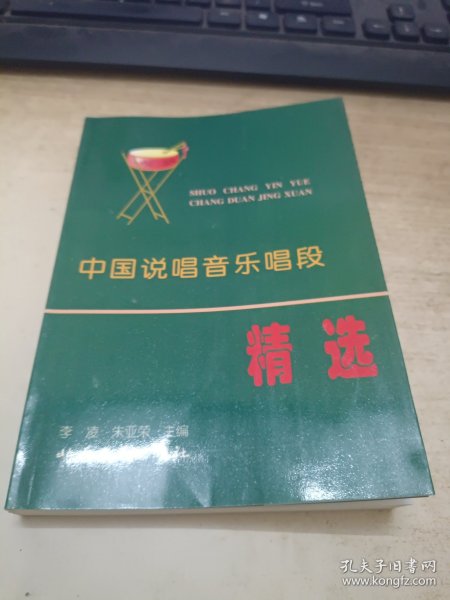 SHUO CHANG YIN YUE
CHANG DUAN JING XUAN
中国说唱音乐唱段
精选
李凌·朱亚荣·主编
孔夫子旧书网
www.kongfz.com